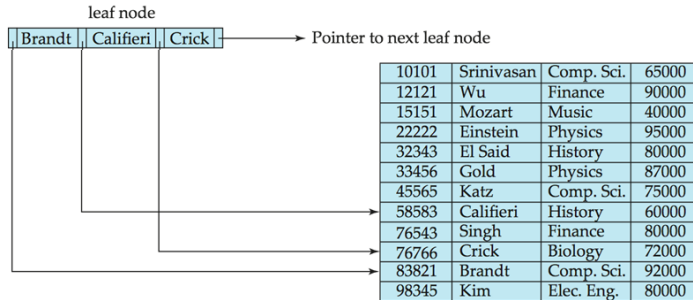 leaf node
Brandt Califieri Crick Pointer to next leaf node
10101 Srinivasan Comp. Sci. 65000
12121 Wu Finance 90000
15151 Mozart Music 40000
22222 Einstein Physics 95000
32343 El Said History 80000
33456 Gold Physics 87000
45565 Katz Comp. Sci. 75000
58583 Califieri History 60000
76543 Singh Finance 80000
76766 Crick Biology 72000
83821 Brandt Comp. Sci. 92000
98345 Kim Elec. Eng. 80000